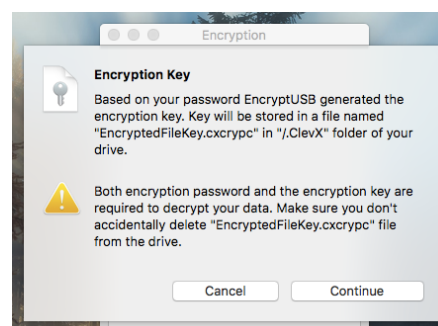 Encryption
Encryption Key
Based on your password EncryptUSB generated the
encryption key. Key will be stored in a file named
"EncryptedFileKey.cxcrypc" in "/.ClevX" folder of your
drive.
Both encryption password and the encryption key are
required to decrypt your data. Make sure you don't
accidentally delete "EncryptedFileKey.cxcrypc" file
from the drive.
Cancel
Continue